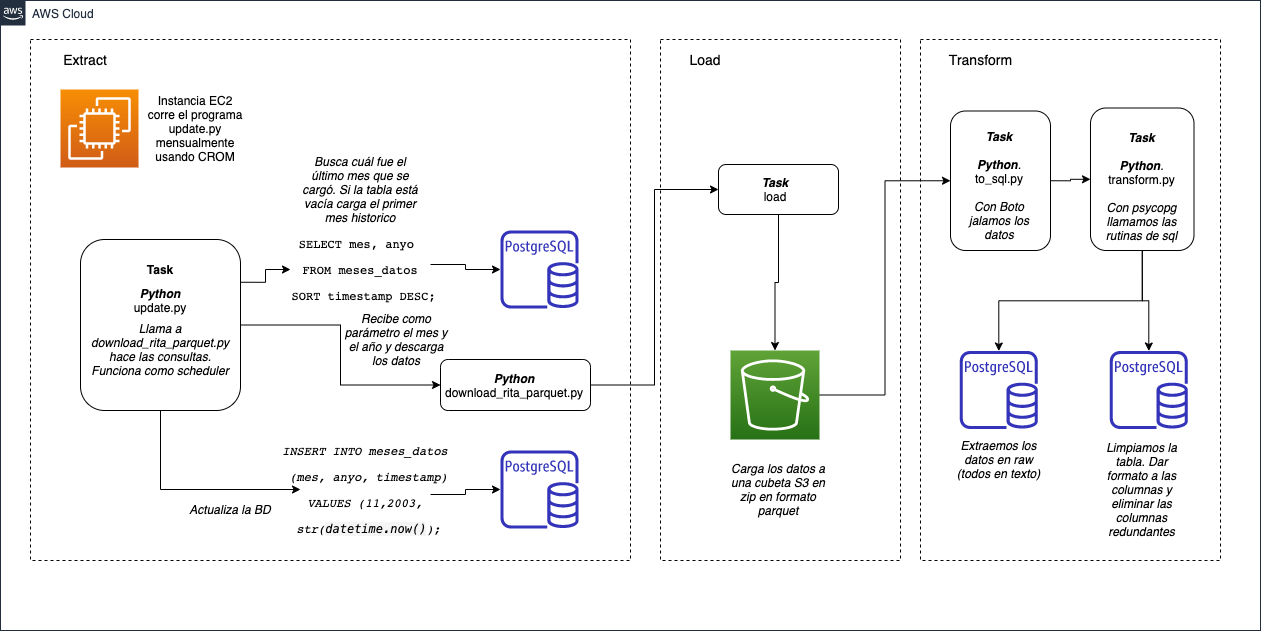 aws
AWS Cloud
Extract
Instancia EC2
corre el programa
update.py
mensualmente
usando CROM
Busca cuál fue el
último mes que se
cargó. Si la tabla está
vacía carga el primer
mes historico
SELECT mes, anyo
FROM meses_datos
SORT timestamp DESC;
PostgreSQL
Task
Python
update.py
Llama a
download_rita_parquet.py
hace las consultas.
Funciona como scheduler
Recibe como
parámetro el mes y
el año y descarga
los datos
Python
download_rita_parquet.py
INSERT INTO meses_datos
(mes, anyo, timestamp)
VALUES (11,2003,
str(datetime.now());
Actualiza la BD
PostgreSQL
Load
Task
load
Carga los datos a
una cubeta S3 en
zip en formato
parquet
Transform
Task
Python.
to_sql.py
Con Boto
jalamos los
datos
Task
Python.
transform.py
Con psycopg
llamamos las
rutinas de sql
PostgreSQL
Extraemos los
datos en raw
(todos en texto)
PostgreSQL
Limpiamos la
tabla. Dar
formato a las
columnas y
eliminar las
columnas
redundantes